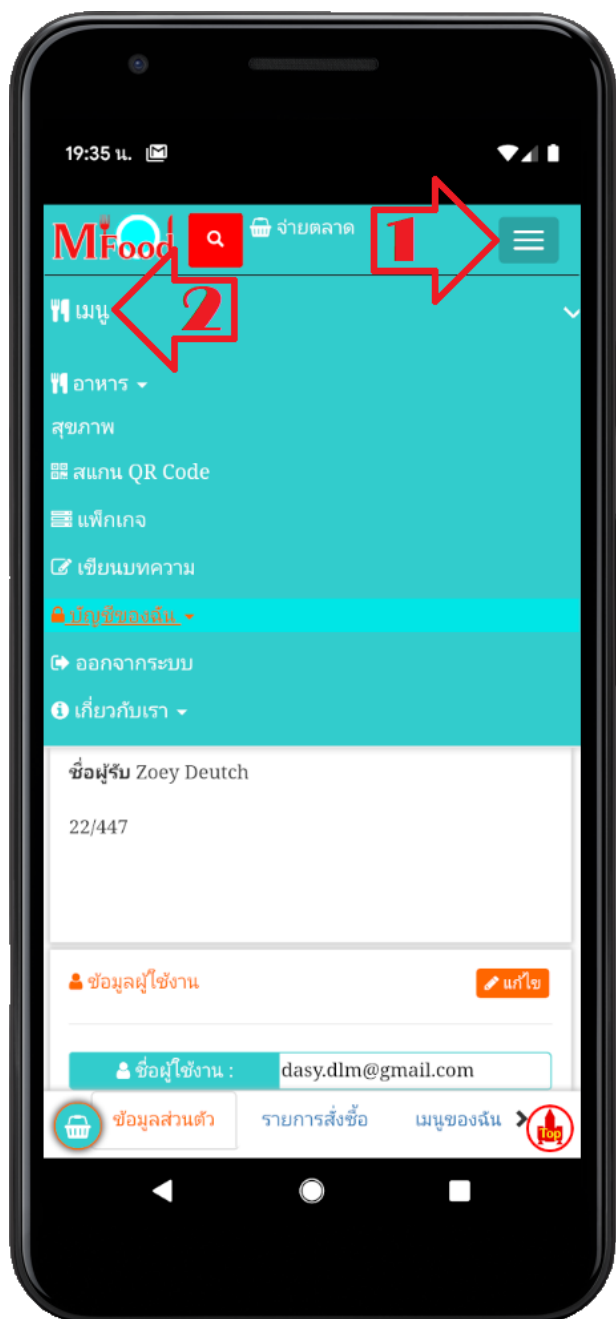 19:35 น.
MFood
จ่ายตลาด
1
2
เมนู
อาหาร
สุขภาพ
สแกน QR Code
แพ็กเกจ
เขียนบทความ
บัญชีของฉัน
ออกจากระบบ
เกี่ยวกับเรา
ชื่อผู้รับ Zoey Deutch
22/447
ข้อมูลผู้ใช้งาน
แก้ไข
ชื่อผู้ใช้งาน : dasy.dlm@gmail.com
ข้อมูลส่วนตัว รายการสั่งซื้อ เมนูของฉัน
Top